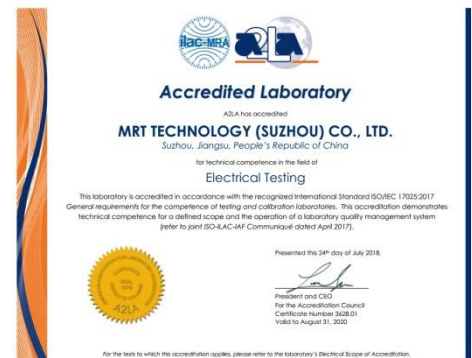 ilac-MRA
A2LA
Accredited Laboratory
A2LA has accredited
MRT TECHNOLOGY (SUZHOU) CO., LTD.
Suzhou, Jiangsu, People's Republic of China
for technical competence in the field of
Electrical Testing
This laboratory is accredited in accordance with the recognized International Standard ISO/IEC 17025:2017
General requirements for the competence of testing and calibration laboratories. This accreditation demonstrates
technical competence for a defined scope and the operation of a laboratory quality management system
(refer to joint ISO-ILAC-IAF Communiqué dated April 2017).
Presented this 24th day of July 2018.
President and CEO
For the Accreditation Council
Certificate Number 3628.01
Valid to August 31, 2020
SEAL
1978
A2LA
For the tests to which this accreditation applies, please refer to the laboratory's Electrical Scope of Accreditation.